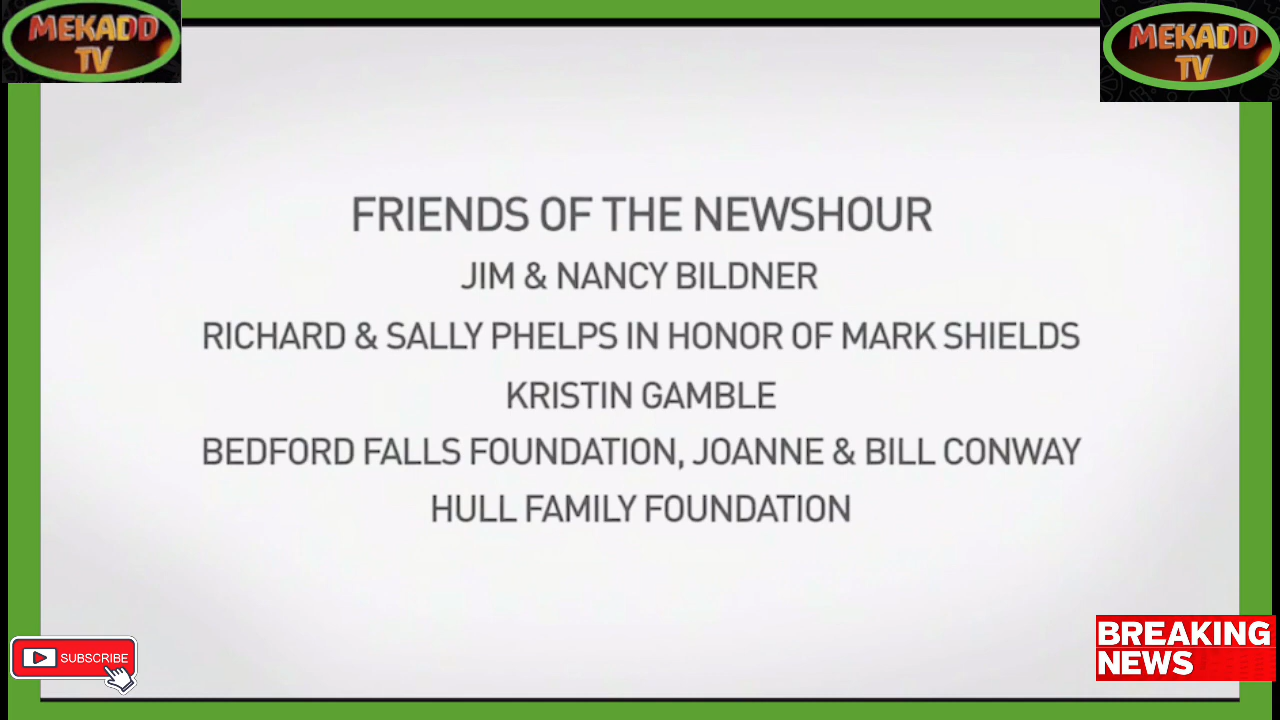 MEKADD
TV
MEKADD
TV
FRIENDS OF THE NEWSHOUR
JIM & NANCY BILDNER
RICHARD & SALLY PHELPS IN HONOR OF MARK SHIELDS
KRISTIN GAMBLE
BEDFORD FALLS FOUNDATION, JOANNE & BILL CONWAY
HULL FAMILY FOUNDATION
SUBSCRIBE
BREAKING
NEWS